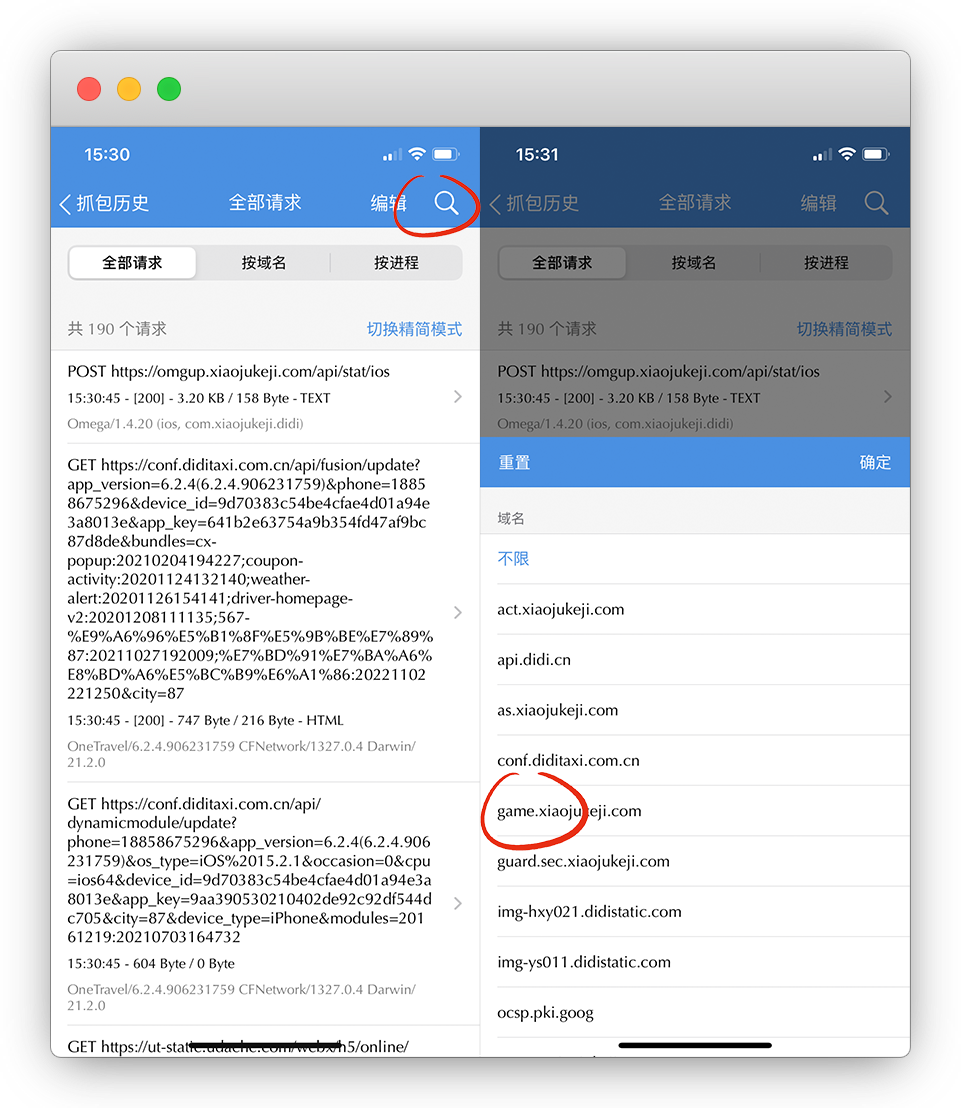 15:30
抓包历史
全部请求
编辑
全部请求
按域名
按进程
共 190 个请求
切换精简模式
POST https://omgup.xiaojukeji.com/api/stat/ios
15:30:45 - [200] - 3.20 KB / 158 Byte - TEXT
Omega/1.4.20 (ios, com.xiaojukeji.didi)
GET https://conf.diditaxi.com.cn/api/fusion/update?
app_version=6.2.4(6.2.4.906231759)&phone=1885
8675296&device_id=9d70383c54be4cfae4d01a94e
3a8013e&app_key=641b2e63754a9b354fd47af9bc
87d8de&bundles=cx-
popup:20210204194227;coupon-
activity:20201124132140;weather-
alert:20201126154141;driver-homepage-
v2:20201208111135;567-
%E9%A6%96%E5%B1%8F%E5%9B%BE%E7%89%
87:20211027192009;%E7%BD%91%E7%BA%A6%
E8%BD%A6%E5%BC%B9%E6%A1%86:20221102
221250&city=87
15:30:45 - [200] - 747 Byte / 216 Byte - HTML
OneTravel/6.2.4.906231759 CFNetwork/1327.0.4 Darwin/
21.2.0
GET https://conf.diditaxi.com.cn/api/
dynamicmodule/update?
phone=18858675296&app_version=6.2.4(6.2.4.906
231759)&os_type=iOS%2015.2.1&occasion=0&cpu
=ios64&device_id=9d70383c54be4cfae4d01a94e3a
8013e&app_key=9aa390530210402de92c92df544d
c705&city=87&device_type=iPhone&modules=201
61219:20210703164732
15:30:45 - 604 Byte / 0 Byte
OneTravel/6.2.4.906231759 CFNetwork/1327.0.4 Darwin/
21.2.0
GET https://ut-static.udache.com/webx/h5/online/
15:31
抓包历史
全部请求
编辑
全部请求
按域名
按进程
共 190 个请求
切换精简模式
POST https://omgup.xiaojukeji.com/api/stat/ios
15:30:45 - [200] - 3.20 KB / 158 Byte - TEXT
Omega/1.4.20 (ios, com.xiaojukeji.didi)
重置
确定
域名
不限
act.xiaojukeji.com
api.didi.cn
as.xiaojukeji.com
conf.diditaxi.com.cn
game.xiaojukeji.com
guard.sec.xiaojukeji.com
img-hxy021.didistatic.com
img-ys011.didistatic.com
ocsp.pki.goog